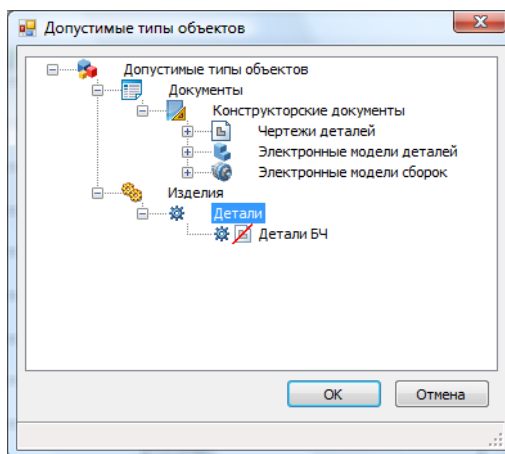 Допустимые типы объектов
Допустимые типы объектов
Документы
Конструкторские документы
Чертежи деталей
Электронные модели деталей
Электронные модели сборок
Изделия
Детали
Детали БЧ
ОК
Отмена